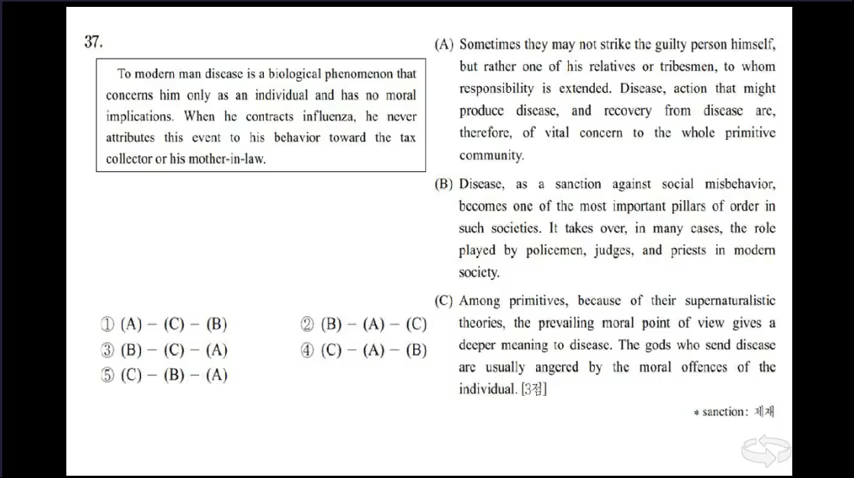 37.
To modern man disease is a biological phenomenon that
concerns him only as an individual and has no moral
implications. When he contracts influenza, he never
attributes this event to his behavior toward the tax
collector or his mother-in-law.
① (A) - (C) - (B)
② (B) - (A) - (C)
③ (B) - (C) - (A)
④ (C) - (A) - (B)
⑤ (C) - (B) - (A)
(A) Sometimes they may not strike the guilty person himself,
but rather one of his relatives or tribesmen, to whom
responsibility is extended. Disease, action that might
produce disease, and recovery from disease are,
therefore, of vital concern to the whole primitive
community.
(B) Disease, as a sanction against social misbehavior,
becomes one of the most important pillars of order in
such societies. It takes over, in many cases, the role
played by policemen, judges, and priests in modern
society.
(C) Among primitives, because of their supernaturalistic
theories, the prevailing moral point of view gives a
deeper meaning to disease. The gods who send disease
are usually angered by the moral offences of the
individual. [3점]
* sanction: 제재